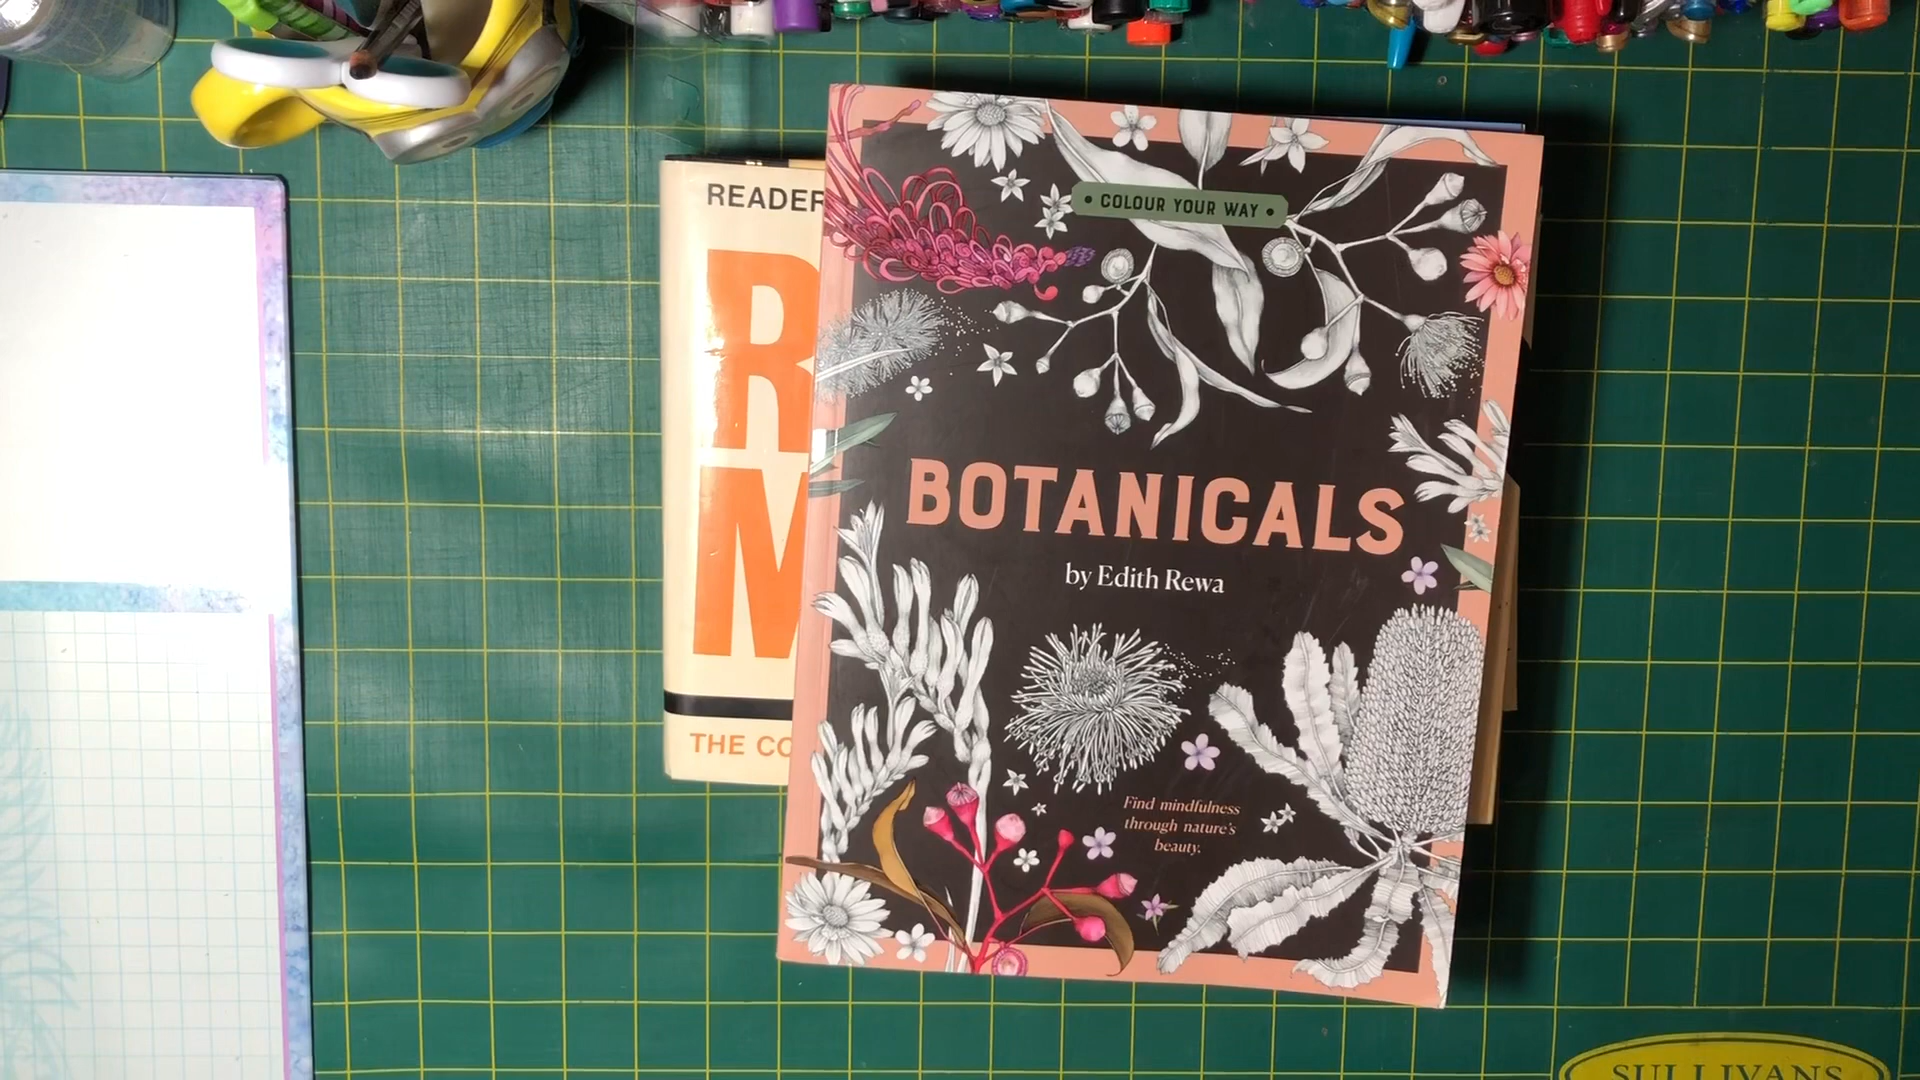 READER
R
M
THE CO
• COLOUR YOUR WAY •
BOTANICALS
by Edith Rewa
Find mindfulness
through nature's
beauty.
SULLIVANS